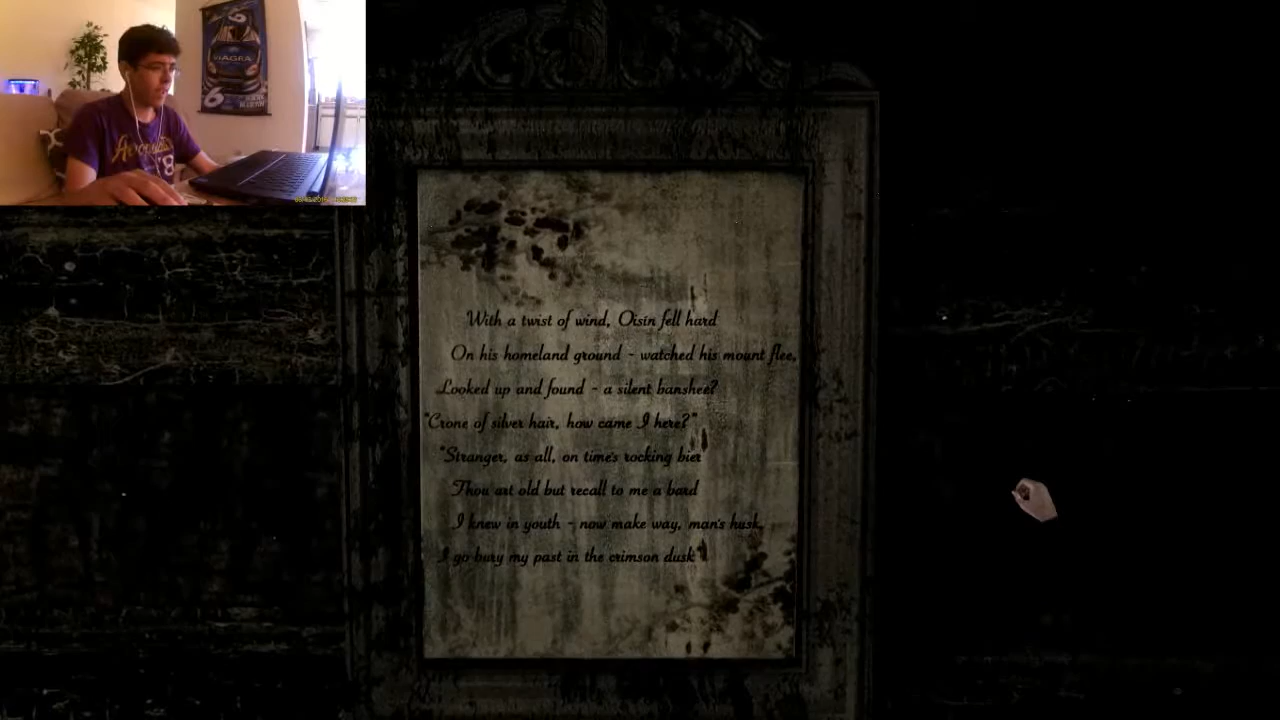 VIAGRA
6
With a twist of wind, Oisín fell hard
On his homeland ground - watched his mount flee,
Looked up and found - a silent banshee?
"Crone of silver hair, how came I here?"
"Stranger, as all, on time's rocking bier
Thou art old but recall to me a bard
I knew in youth - now make way, man's husk,
I go bury my past in the crimson dusk"